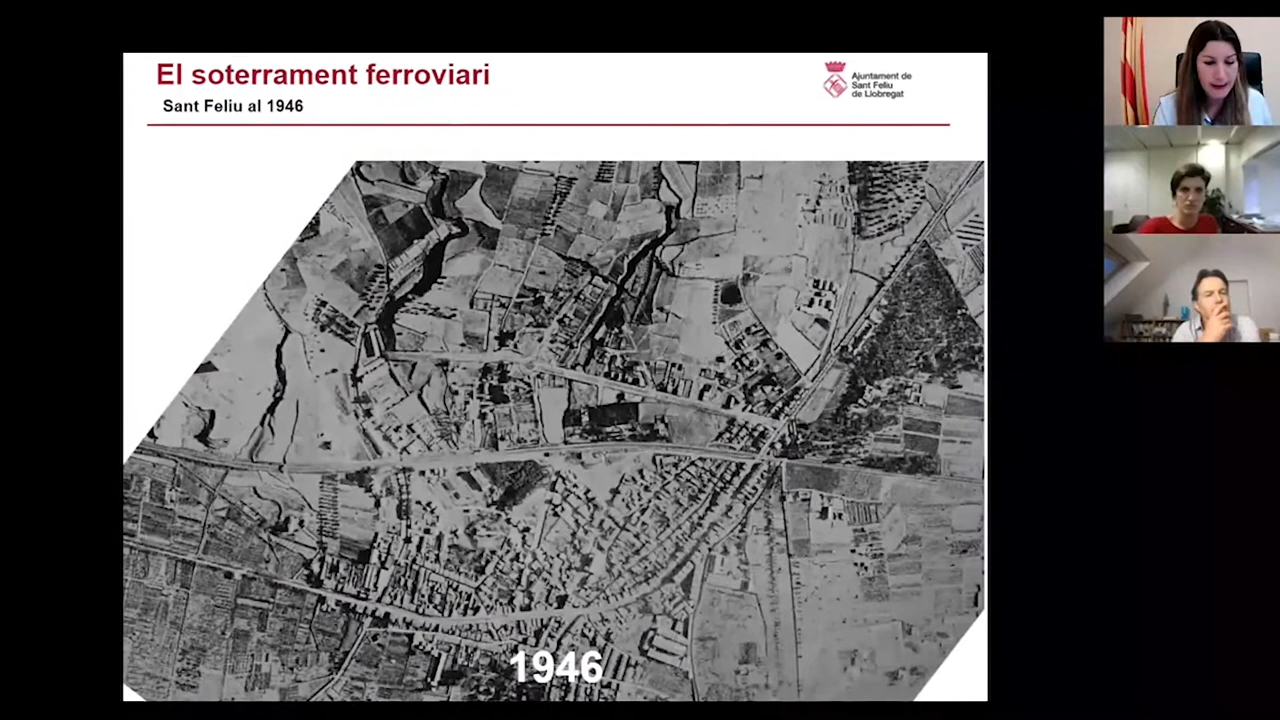 El soterrament ferroviari
Sant Feliu al 1946
Ajuntament de
Sant Feliu
de Llobregat
1946